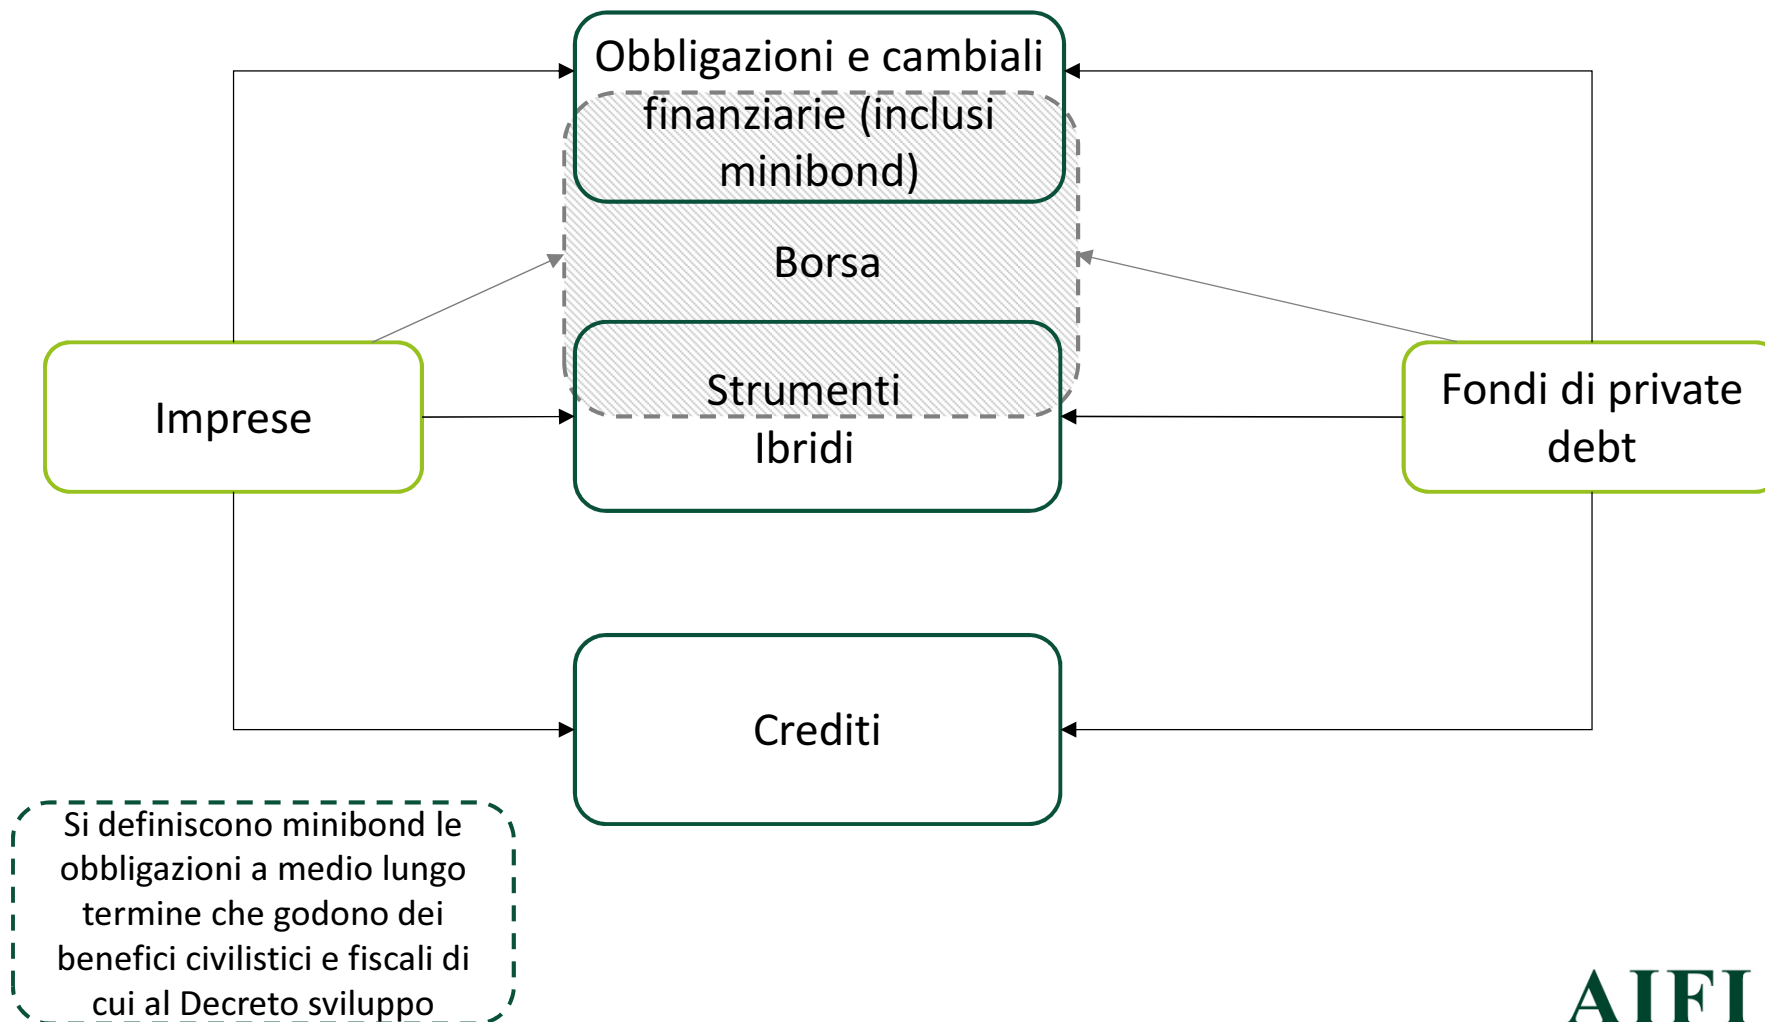 Obbligazioni e cambiali
finanziarie (inclusi
minibond)
Borsa
Imprese
Strumenti
Ibridi
Fondi di private
debt
Crediti
Si definiscono minibond le
obbligazioni a medio lungo
termine che godono dei
benefici civilistici e fiscali di
cui al Decreto sviluppo
AIFI